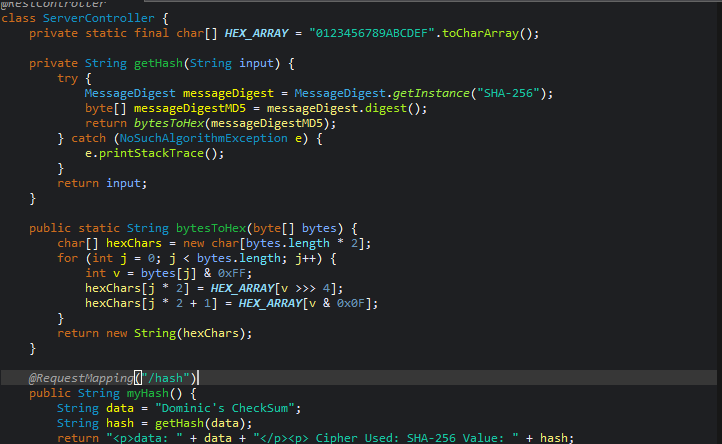 @RestController
class ServerController {
    private static final char[] HEX_ARRAY = "0123456789ABCDEF".toCharArray();
    private String getHash(String input) {
        try {
            MessageDigest messageDigest = MessageDigest.getInstance("SHA-256");
            byte[] messageDigestMD5 = messageDigest.digest();
            return bytesToHex(messageDigestMD5);
        } catch (NoSuchAlgorithmException e) {
            e.printStackTrace();
        }
        return input;
    }
    public static String bytesToHex(byte[] bytes) {
        char[] hexChars = new char[bytes.length * 2];
        for (int j = 0; j < bytes.length; j++) {
            int v = bytes[j] & 0xFF;
            hexChars[j * 2] = HEX_ARRAY[v >>> 4];
            hexChars[j * 2 + 1] = HEX_ARRAY[v & 0x0F];
        }
        return new String(hexChars);
    }
    @RequestMapping("/hash")
    public String myHash() {
        String data = "Dominic's CheckSum";
        String hash = getHash(data);
        return "<p>data: " + data + "</p><p> Cipher Used: SHA-256 Value: " + hash;